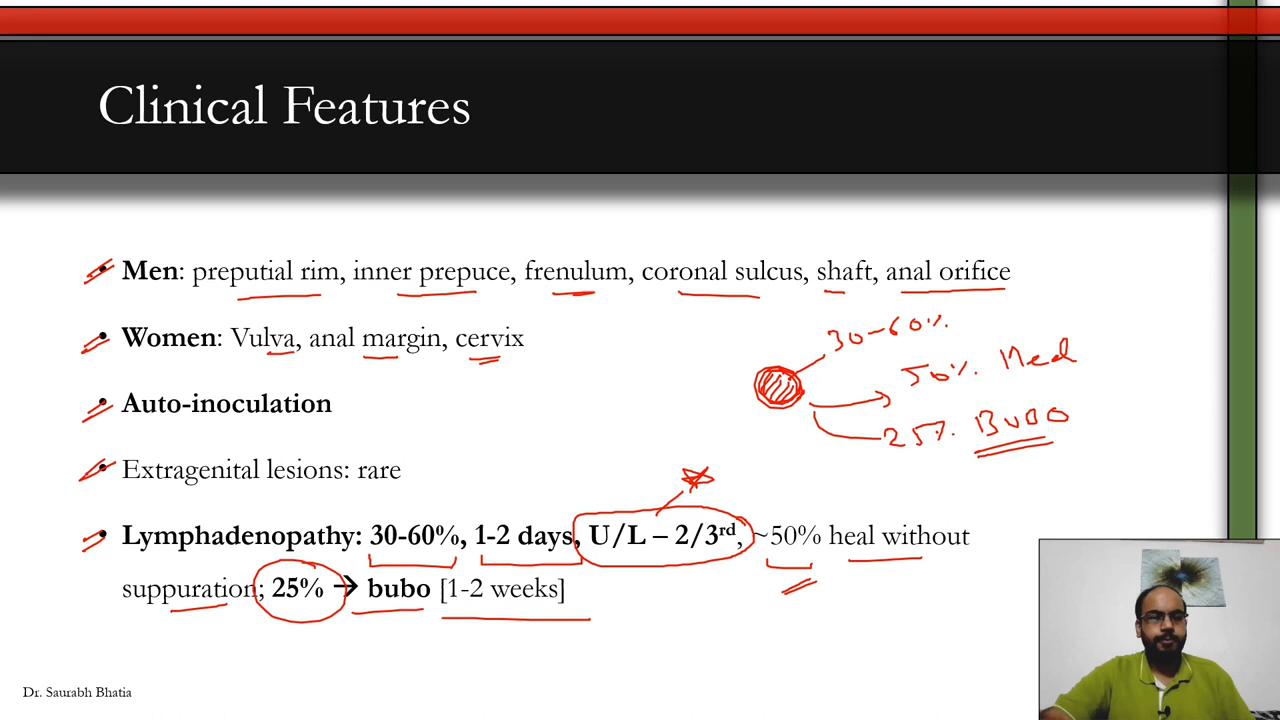 Clinical Features
• Men: preputial rim, inner prepuce, frenulum, coronal sulcus, shaft, anal orifice
• Women: Vulva, anal margin, cervix
30-60%
50% Heal
• Auto-inoculation
25% BUBO
• Extragenital lesions: rare
• Lymphadenopathy: 30-60%, 1-2 days, U/L – 2/3rd, ~50% heal without
suppuration; 25% → bubo [1-2 weeks]
Dr. Saurabh Bhatia